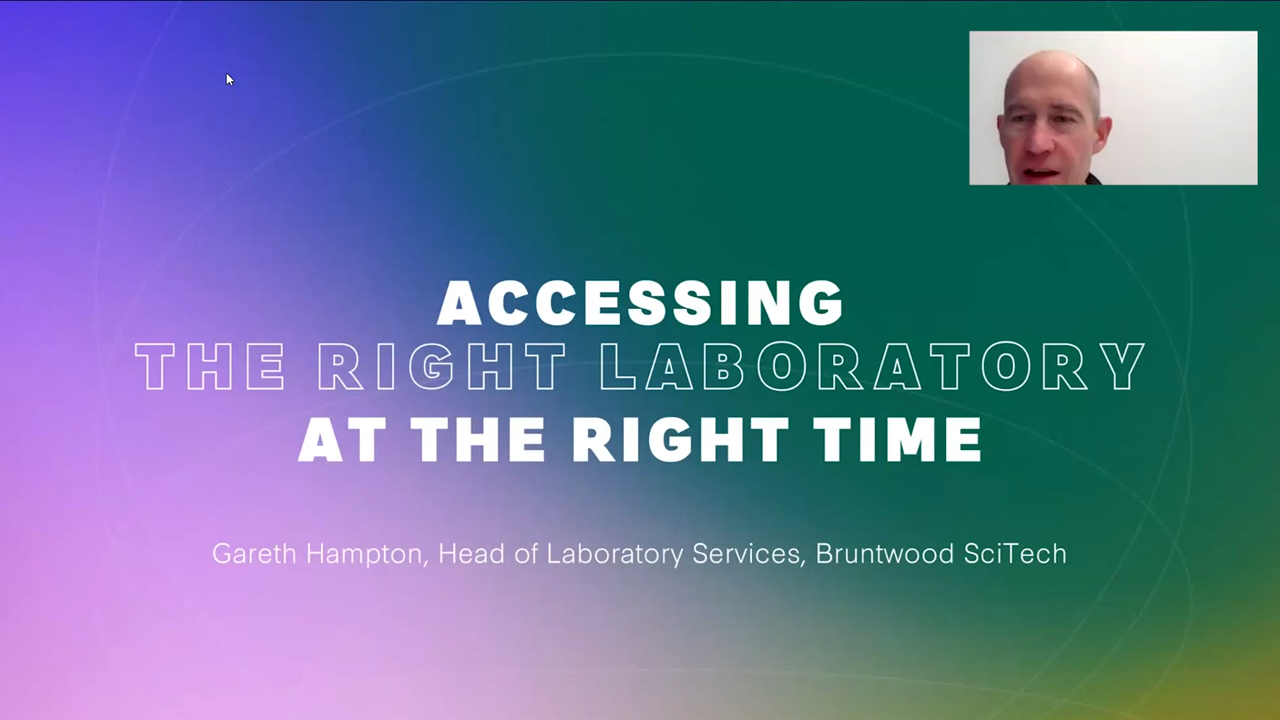 ACCESSING
THE RIGHT LABORATORY
AT THE RIGHT TIME
Gareth Hampton, Head of Laboratory Services, Bruntwood SciTech